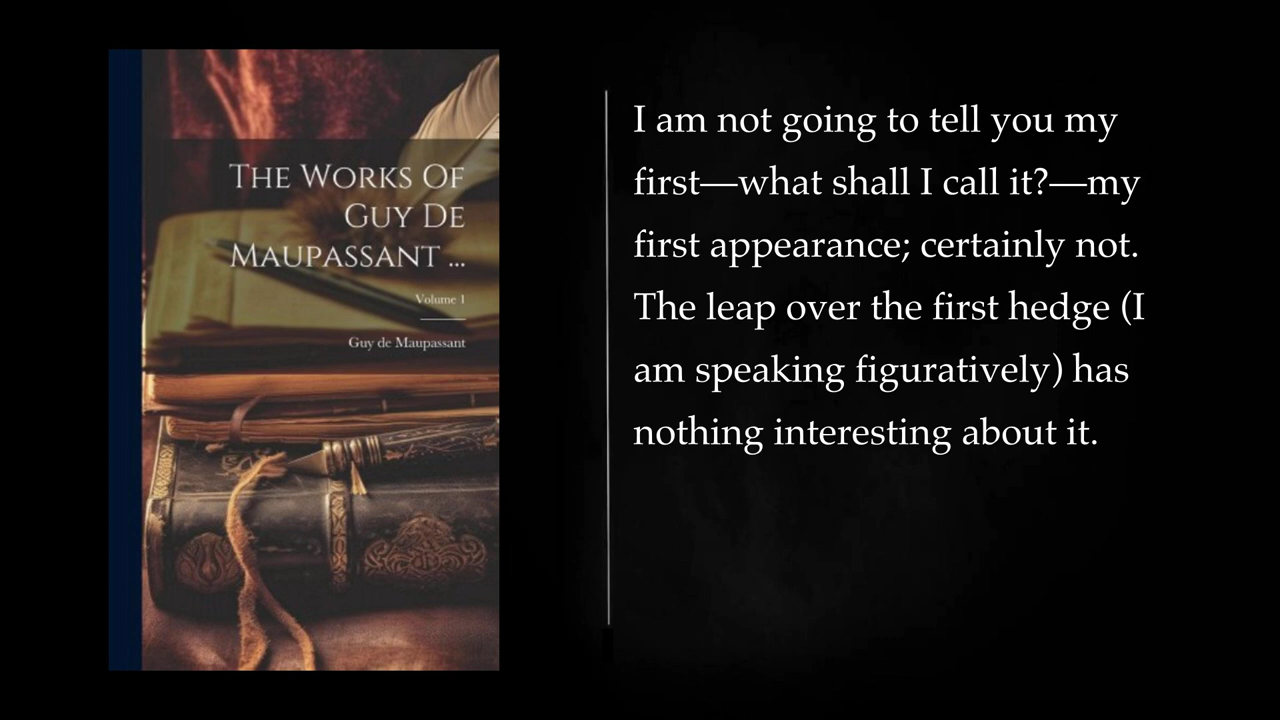 THE WORKS OF
GUY DE
MAUPASSANT ...
Volume 1
Guy de Maupassant
I am not going to tell you my
first—what shall I call it?—my
first appearance; certainly not.
The leap over the first hedge (I
am speaking figuratively) has
nothing interesting about it.